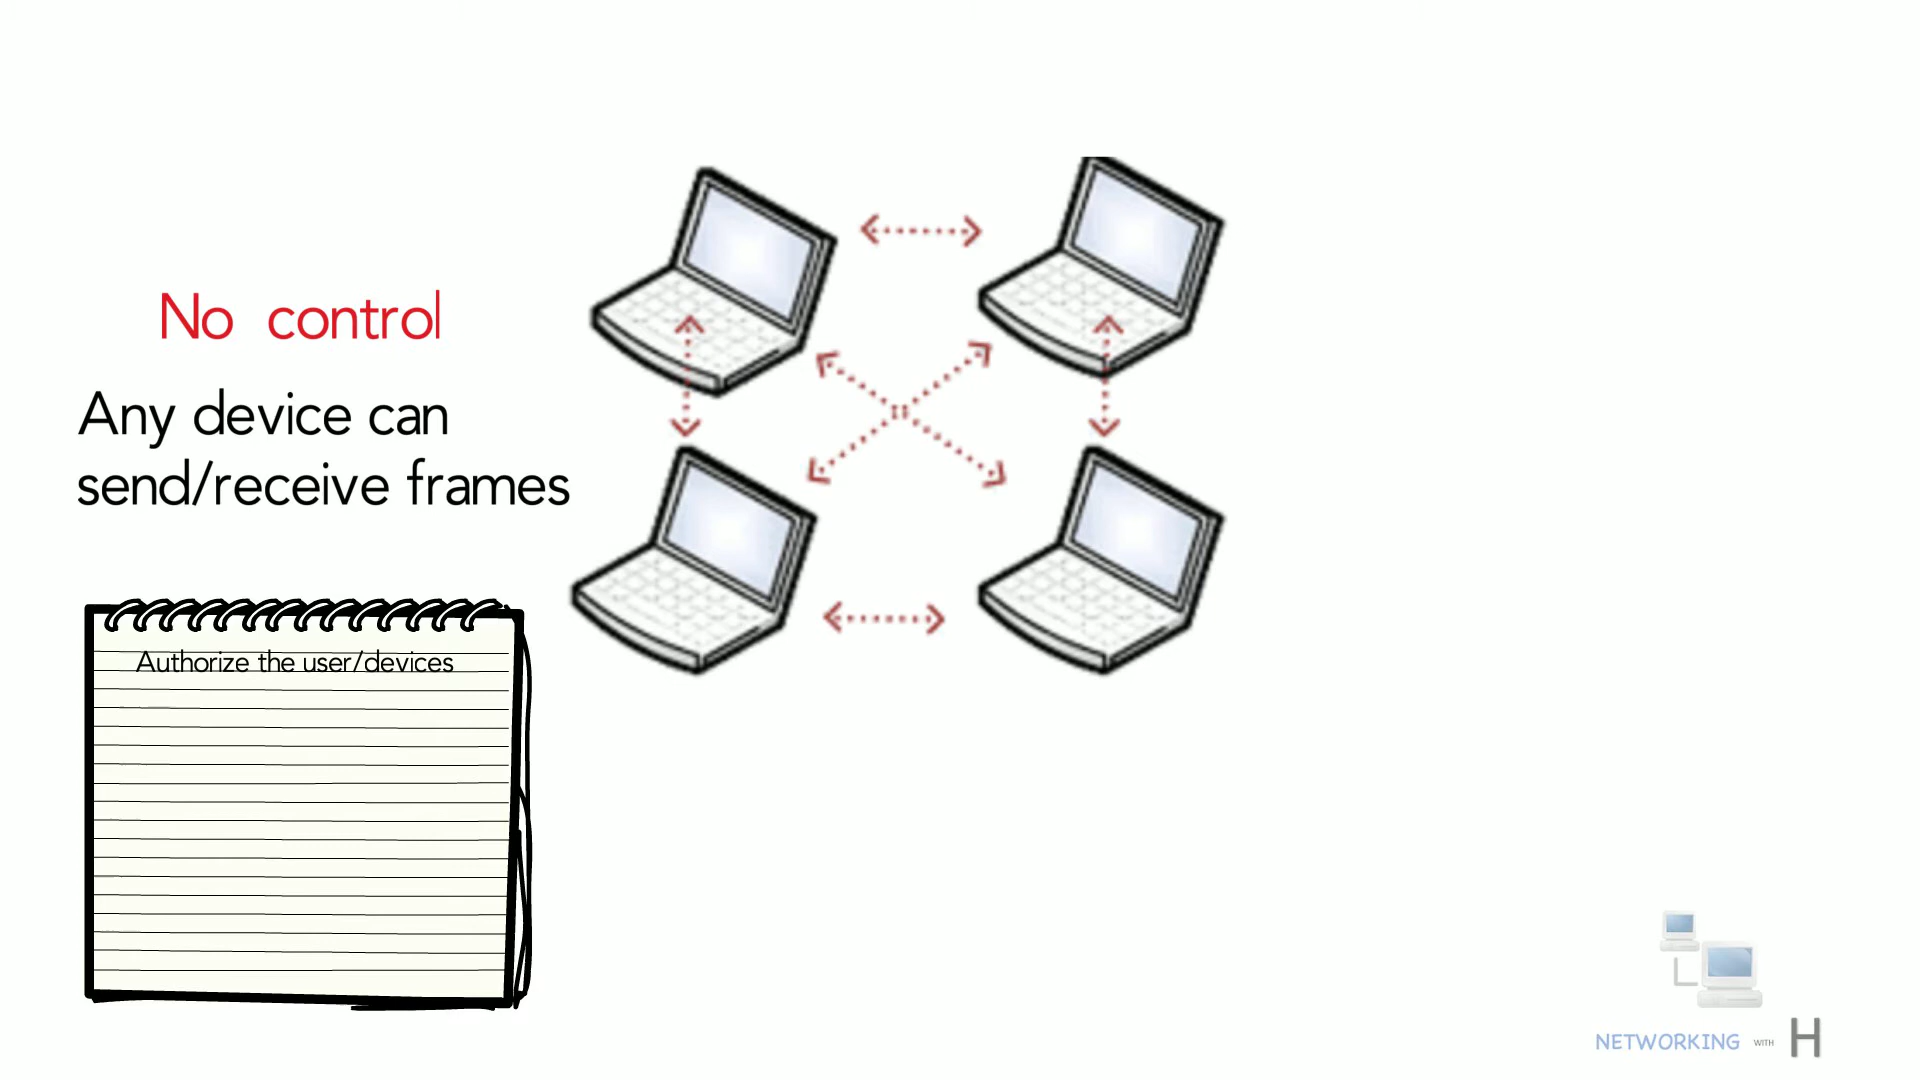 No control
Any device can
send/receive frames
Authorize the user/devices
NETWORKING WITH H